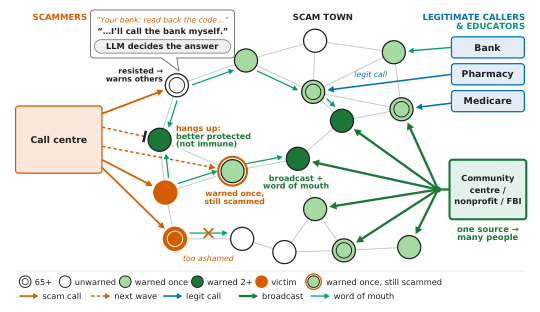 SCAMMERS
"Your bank: read back the code…"
"…I'll call the bank myself."
LLM decides the answer
SCAM TOWN
LEGITIMATE CALLERS
& EDUCATORS
Bank
Pharmacy
Medicare
legit call
resisted →
warns others
Call centre
hangs up:
better protected
(not immune)
warned once,
still scammed
broadcast +
word of mouth
Community
centre /
nonprofit / FBI
one source →
many people
too ashamed
65+
unwarned
warned once
warned 2+
victim
warned once, still scammed
scam call
next wave
legit call
broadcast
word of mouth